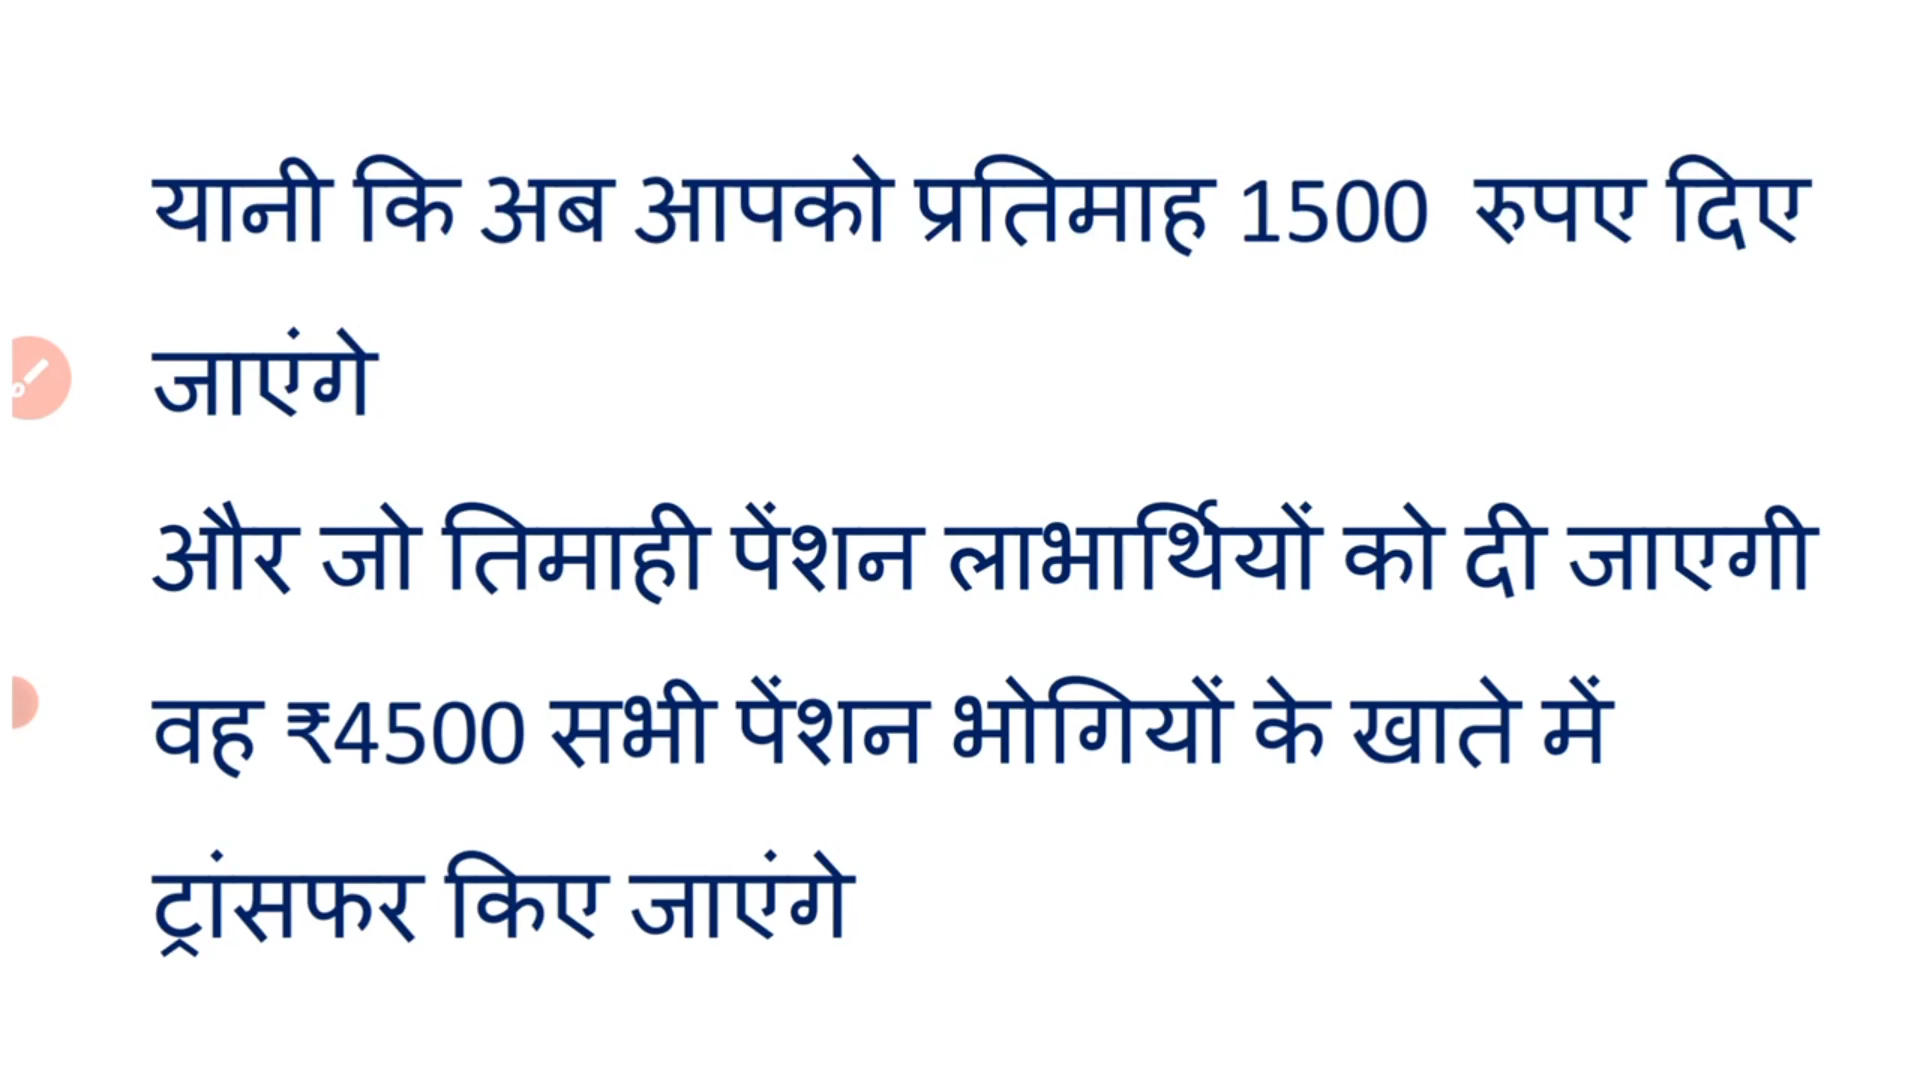 यानी कि अब आपको प्रतिमाह 1500 रुपए दिए
जाएंगे
और जो तिमाही पेंशन लाभार्थियों को दी जाएगी
वह ₹4500 सभी पेंशन भोगियों के खाते में
ट्रांसफर किए जाएंगे